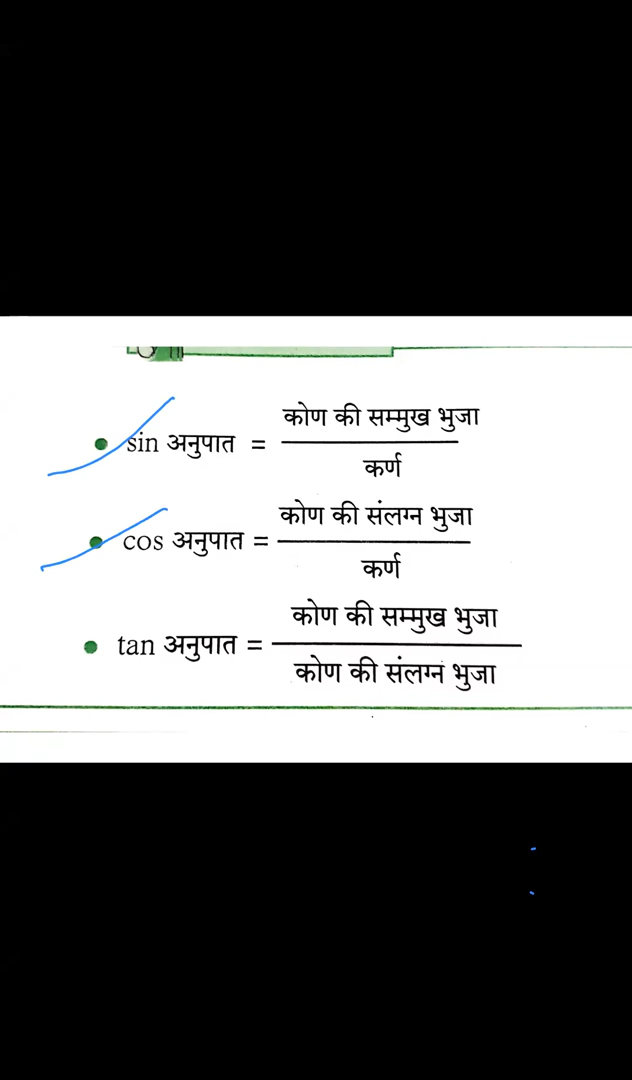 कोण की सम्मुख भुजा
• sin अनुपात =
कर्ण
कोण की संलग्न भुजा
• cos अनुपात =
कर्ण
कोण की सम्मुख भुजा
• tan अनुपात =
कोण की संलग्न भुजा